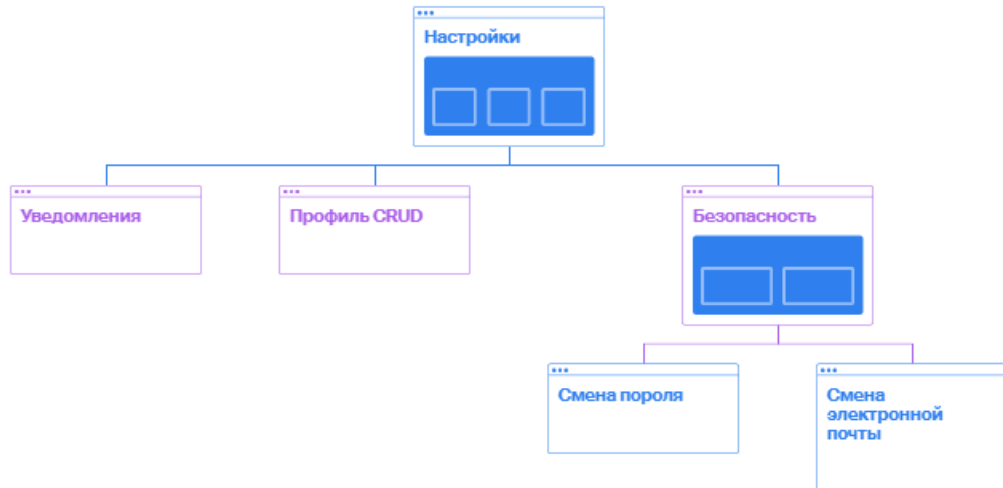 Настройки
Уведомления
Профиль CRUD
Безопасность
Смена пороля
Смена
электронной
почты